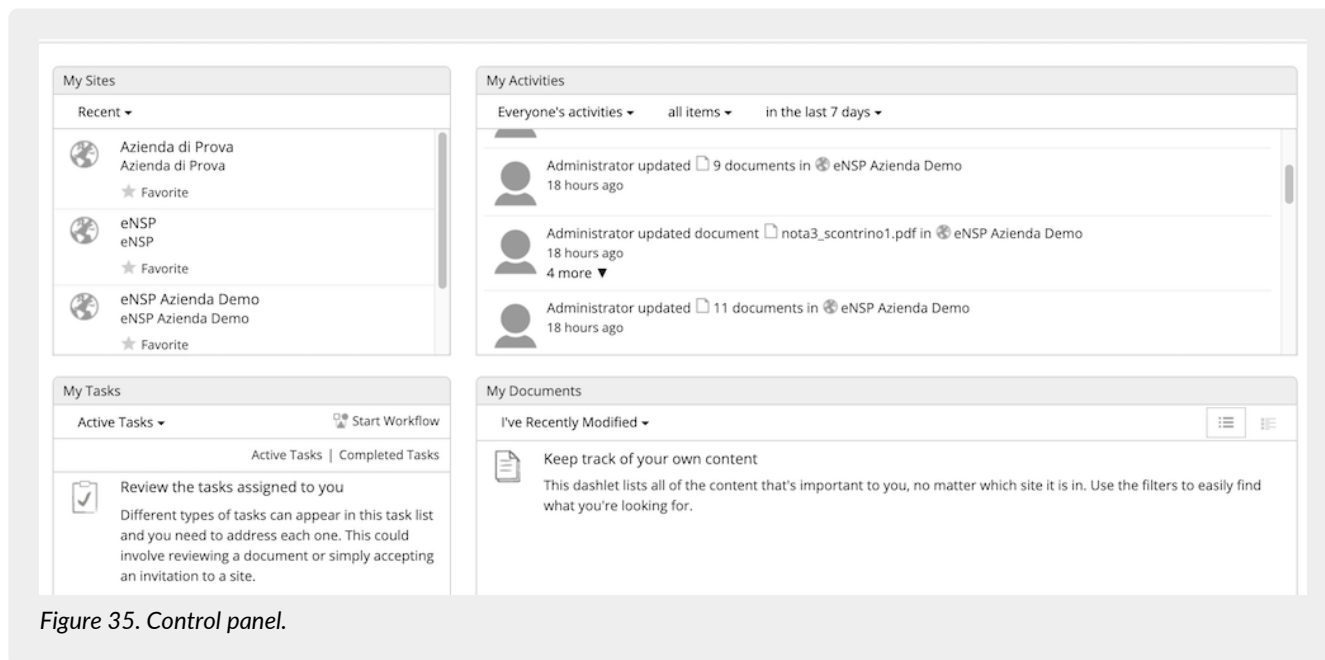 My Sites
Recent
Azienda di Prova
Azienda di Prova
Favorite
eNSP
eNSP
Favorite
eNSP Azienda Demo
eNSP Azienda Demo
Favorite
My Activities
Everyone's activities all items in the last 7 days
Administrator updated 9 documents in eNSP Azienda Demo
18 hours ago
Administrator updated document nota3_scontrino1.pdf in eNSP Azienda Demo
18 hours ago
4 more ▼
Administrator updated 11 documents in eNSP Azienda Demo
18 hours ago
My Tasks
Active Tasks Start Workflow
Active Tasks | Completed Tasks
Review the tasks assigned to you
Different types of tasks can appear in this task list
and you need to address each one. This could
involve reviewing a document or simply accepting
an invitation to a site.
My Documents
I've Recently Modified
Keep track of your own content
This dashlet lists all of the content that's important to you, no matter which site it is in. Use the filters to easily find
what you're looking for.
Figure 35. Control panel.